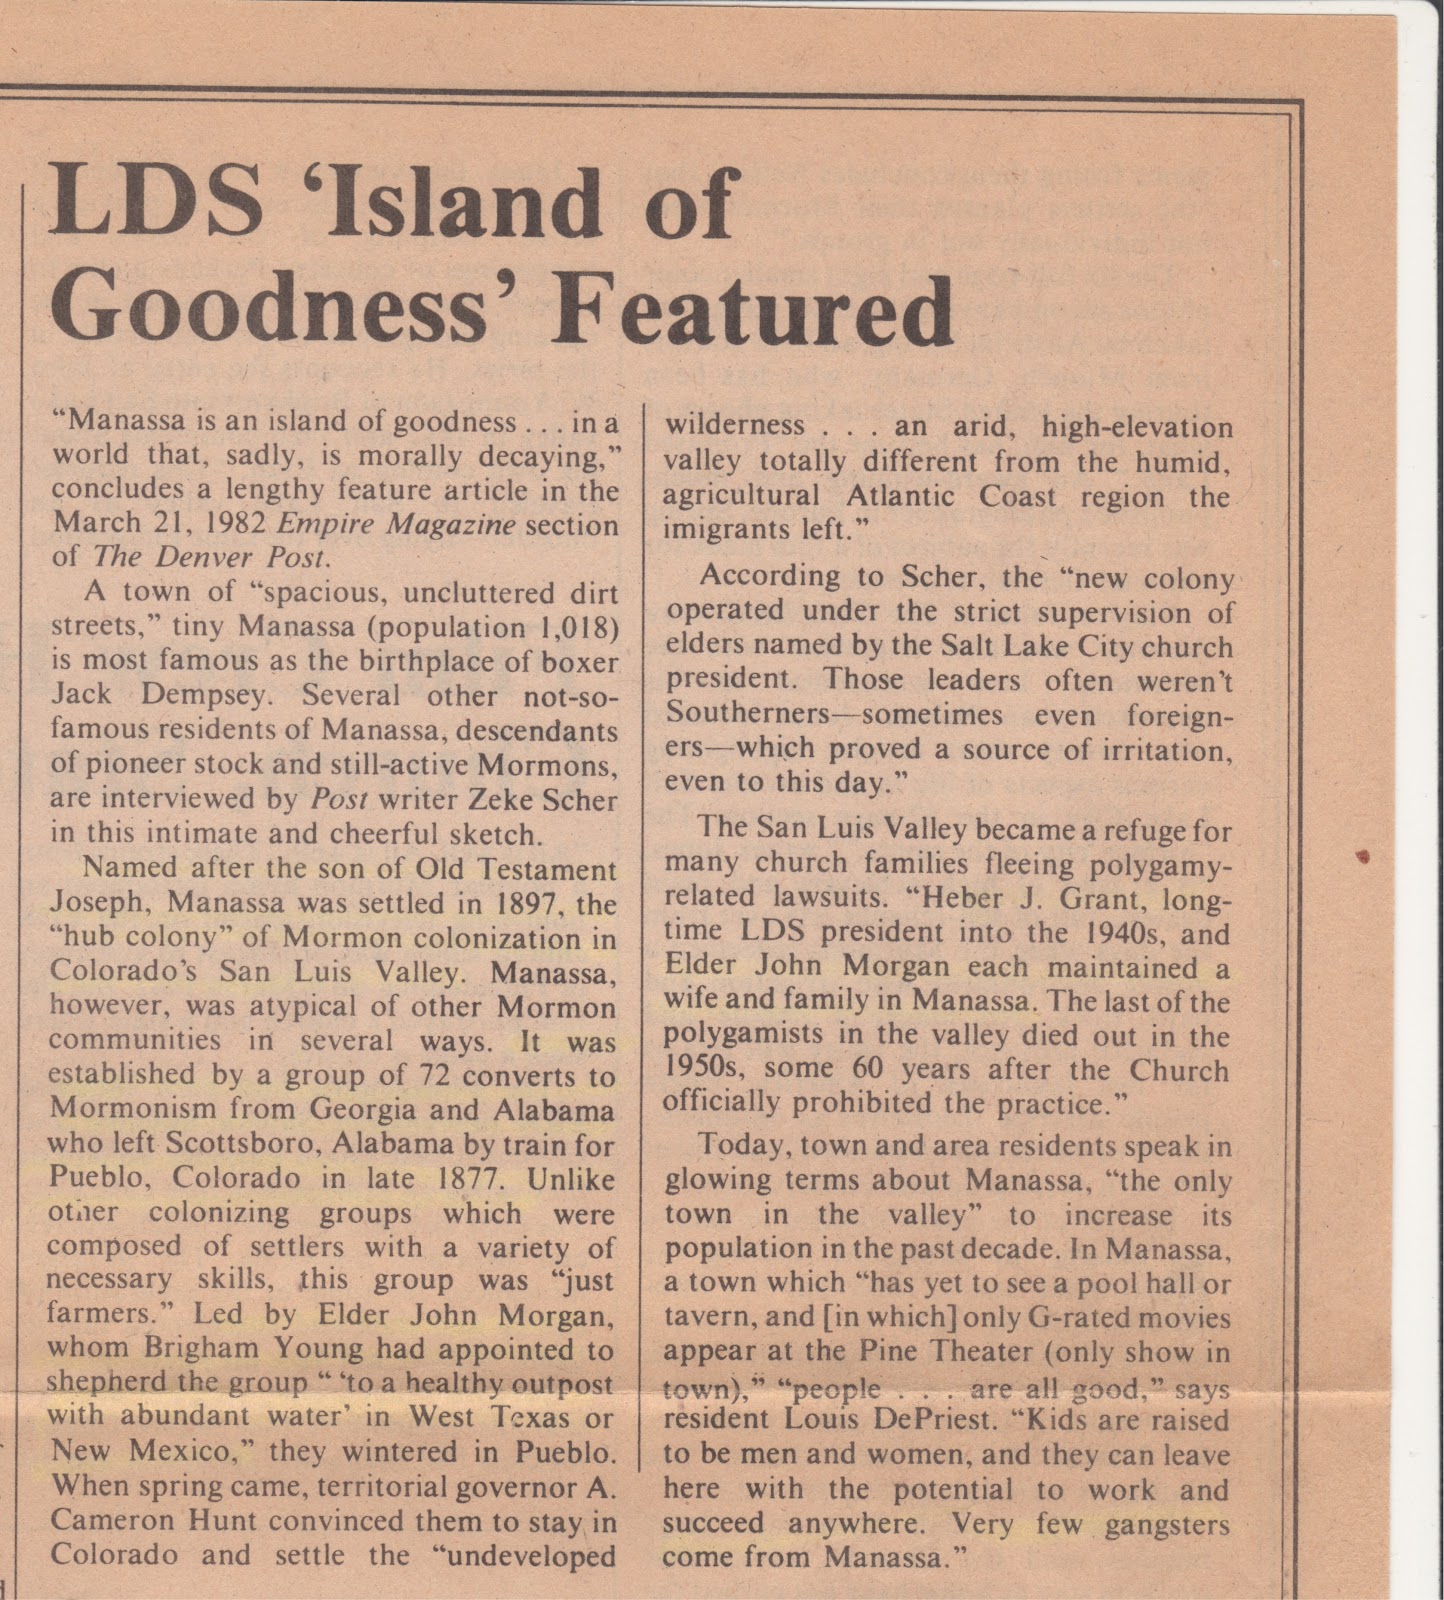 LDS ‘Island of
Goodness’ Featured
“Manassa is an island of goodness . . . in a
world that, sadly, is morally decaying,”
concludes a lengthy feature article in the
March 21, 1982 Empire Magazine section
of The Denver Post.
A town of “spacious, uncluttered dirt
streets,” tiny Manassa (population 1,018)
is most famous as the birthplace of boxer
Jack Dempsey. Several other not-so-
famous residents of Manassa, descendants
of pioneer stock and still-active Mormons,
are interviewed by Post writer Zeke Scher
in this intimate and cheerful sketch.
Named after the son of Old Testament
Joseph, Manassa was settled in 1897, the
“hub colony” of Mormon colonization in
Colorado’s San Luis Valley. Manassa,
however, was atypical of other Mormon
communities in several ways. It was
established by a group of 72 converts to
Mormonism from Georgia and Alabama
who left Scottsboro, Alabama by train for
Pueblo, Colorado in late 1877. Unlike
other colonizing groups which were
composed of settlers with a variety of
necessary skills, this group was “just
farmers.” Led by Elder John Morgan,
whom Brigham Young had appointed to
shepherd the group “ ‘to a healthy outpost
with abundant water’ in West Texas or
New Mexico,” they wintered in Pueblo.
When spring came, territorial governor A.
Cameron Hunt convinced them to stay in
Colorado and settle the “undeveloped
wilderness . . . an arid, high-elevation
valley totally different from the humid,
agricultural Atlantic Coast region the
imigrants left.”
According to Scher, the “new colony
operated under the strict supervision of
elders named by the Salt Lake City church
president. Those leaders often weren’t
Southerners—sometimes even foreign-
ers—which proved a source of irritation,
even to this day.”
The San Luis Valley became a refuge for
many church families fleeing polygamy-
related lawsuits. “Heber J. Grant, long-
time LDS president into the 1940s, and
Elder John Morgan each maintained a
wife and family in Manassa. The last of the
polygamists in the valley died out in the
1950s, some 60 years after the Church
officially prohibited the practice.”
Today, town and area residents speak in
glowing terms about Manassa, “the only
town in the valley” to increase its
population in the past decade. In Manassa,
a town which “has yet to see a pool hall or
tavern, and [in which] only G-rated movies
appear at the Pine Theater (only show in
town),” “people . . . are all good,” says
resident Louis DePriest. “Kids are raised
to be men and women, and they can leave
here with the potential to work and
succeed anywhere. Very few gangsters
come from Manassa.”